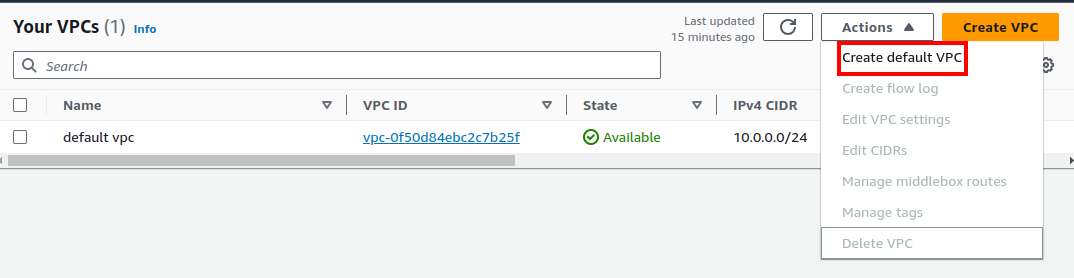 Your VPCs (1) Info
Last updated
15 minutes ago
Actions
Create VPC
Search
Create default VPC
Create flow log
Edit VPC settings
Edit CIDRs
Manage middlebox routes
Manage tags
Delete VPC
Name VPC ID State IPv4 CIDR
default vpc vpc-0f50d84ebc2c7b25f Available 10.0.0.0/24